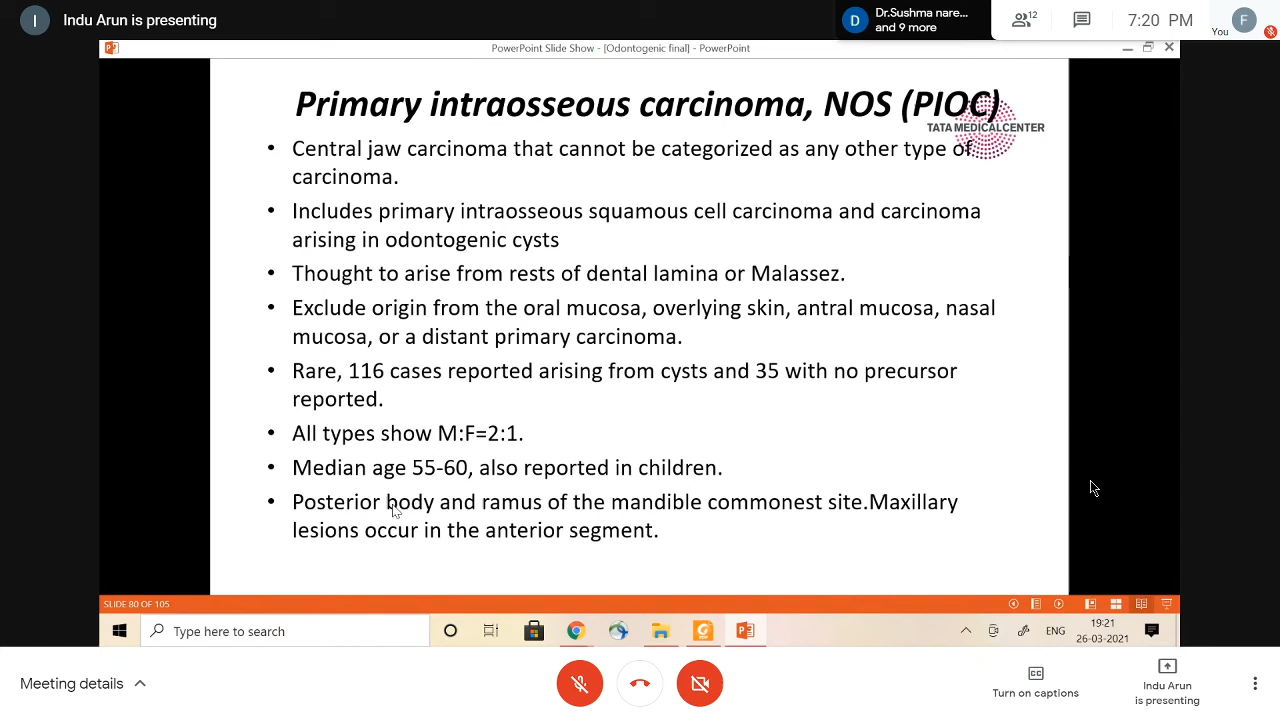 I Indu Arun is presenting
D Dr.Sushma nare...
and 9 more
12
7:20 PM
F
You
PowerPoint Slide Show - [Odontogenic final] - PowerPoint
Primary intraosseous carcinoma, NOS (PIOC)
TATA MEDICAL CENTER
• Central jaw carcinoma that cannot be categorized as any other type of
carcinoma.
• Includes primary intraosseous squamous cell carcinoma and carcinoma
arising in odontogenic cysts
• Thought to arise from rests of dental lamina or Malassez.
• Exclude origin from the oral mucosa, overlying skin, antral mucosa, nasal
mucosa, or a distant primary carcinoma.
• Rare, 116 cases reported arising from cysts and 35 with no precursor
reported.
• All types show M:F=2:1.
• Median age 55-60, also reported in children.
• Posterior body and ramus of the mandible commonest site.Maxillary
lesions occur in the anterior segment.
SLIDE 80 OF 105
Type here to search
ENG
19:21
26-03-2021
Meeting details
CC
Turn on captions
Indu Arun
is presenting